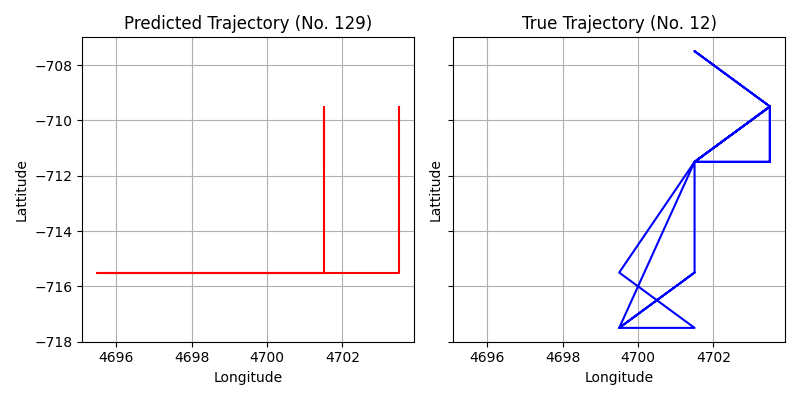 Predicted Trajectory (No. 129)
True Trajectory (No. 12)
−708
−710
−712
−714
−716
−718
Lattitude
Lattitude
4696
4698
4700
4702
4696
4698
4700
4702
Longitude
Longitude